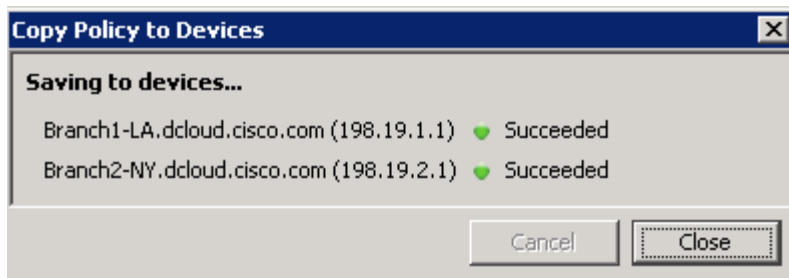 Copy Policy to Devices
Saving to devices...
Branch1-LA.dcloud.cisco.com (198.19.1.1) Succeeded
Branch2-NY.dcloud.cisco.com (198.19.2.1) Succeeded
Cancel Close